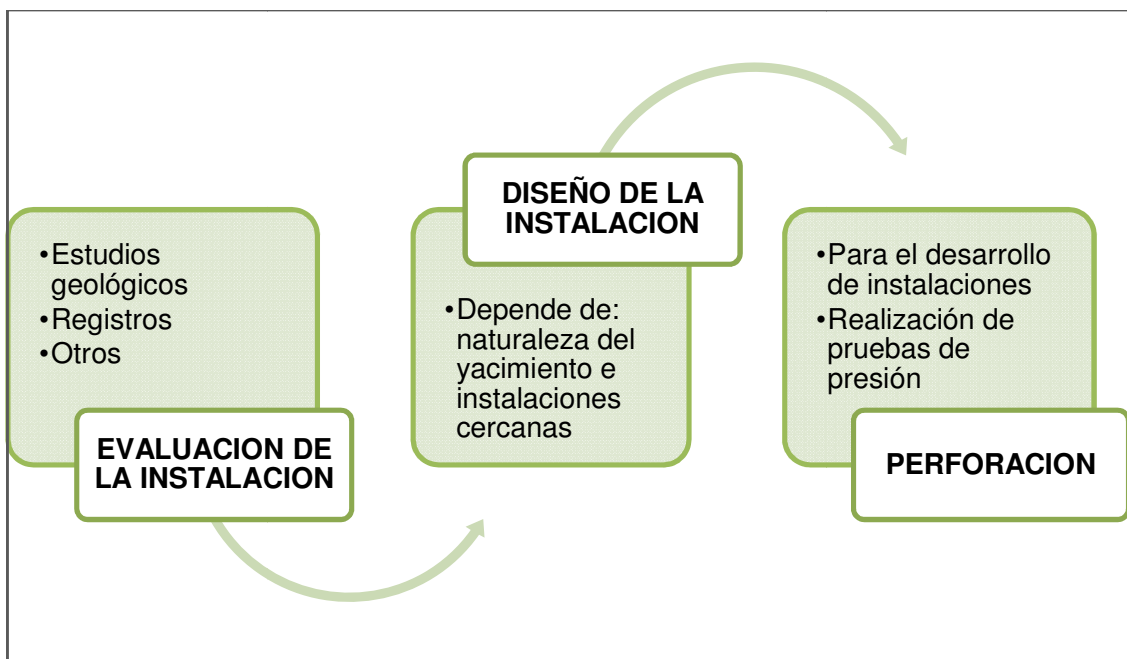 •Estudios
geológicos
•Registros
•Otros
EVALUACION DE
LA INSTALACION
DISEÑO DE LA
INSTALACION
•Depende de:
naturaleza del
yacimiento e
instalaciones
cercanas
•Para el desarrollo
de instalaciones
•Realización de
pruebas de
presión
PERFORACION